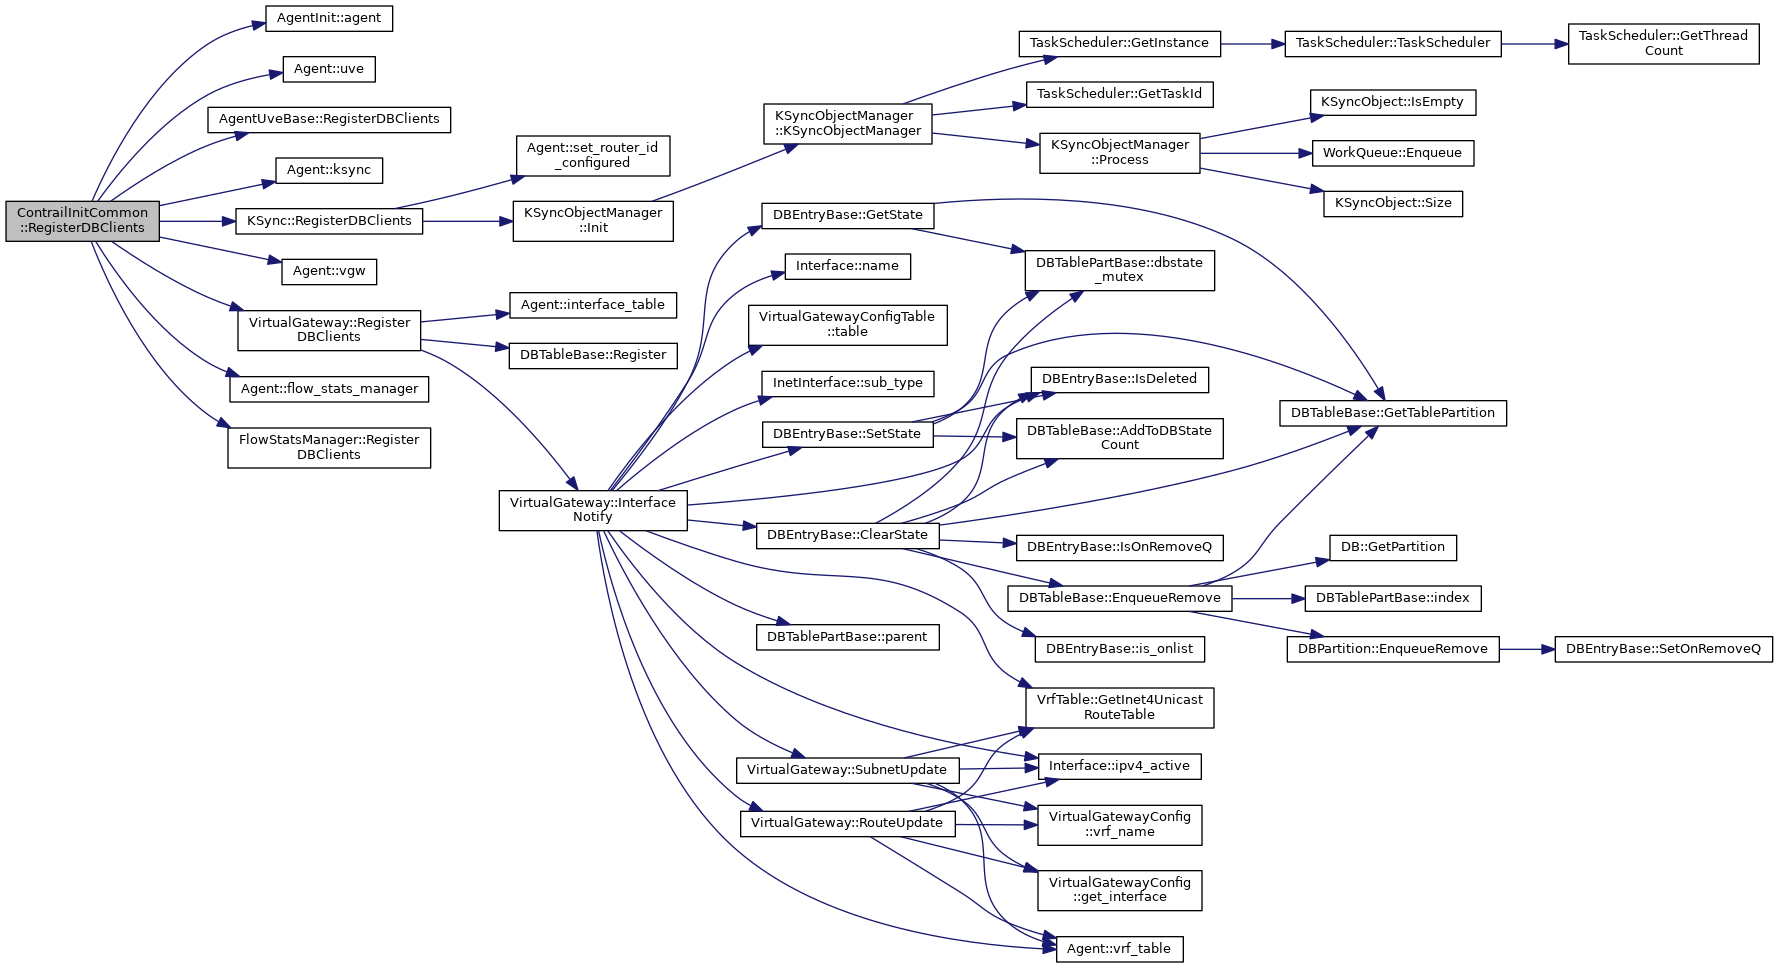 ContrailInitCommon
::RegisterDBClients
AgentInit::agent
Agent::uve
AgentUveBase::RegisterDBClients
Agent::ksync
KSync::RegisterDBClients
Agent::vgw
VirtualGateway::Register
DBClients
Agent::flow_stats_manager
FlowStatsManager::Register
DBClients
Agent::set_router_id
_configured
KSyncObjectManager
::Init
Agent::interface_table
DBTableBase::Register
VirtualGateway::Interface
Notify
KSyncObjectManager
::KSyncObjectManager
DBEntryBase::GetState
Interface::name
VirtualGatewayConfigTable
::table
InetInterface::sub_type
DBEntryBase::SetState
DBEntryBase::ClearState
DBTablePartBase::parent
VirtualGateway::SubnetUpdate
VirtualGateway::RouteUpdate
TaskScheduler::GetInstance
TaskScheduler::GetTaskId
KSyncObjectManager
::Process
DBTablePartBase::dbstate
_mutex
DBEntryBase::IsDeleted
DBTableBase::AddToDBState
Count
DBEntryBase::IsOnRemoveQ
DBTableBase::EnqueueRemove
DBEntryBase::is_onlist
VrfTable::GetInet4Unicast
RouteTable
Interface::ipv4_active
VirtualGatewayConfig
::vrf_name
VirtualGatewayConfig
::get_interface
Agent::vrf_table
TaskScheduler::TaskScheduler
KSyncObject::IsEmpty
WorkQueue::Enqueue
KSyncObject::Size
DBTableBase::GetTablePartition
DB::GetPartition
DBTablePartBase::index
DBPartition::EnqueueRemove
TaskScheduler::GetThread
Count
DBEntryBase::SetOnRemoveQ